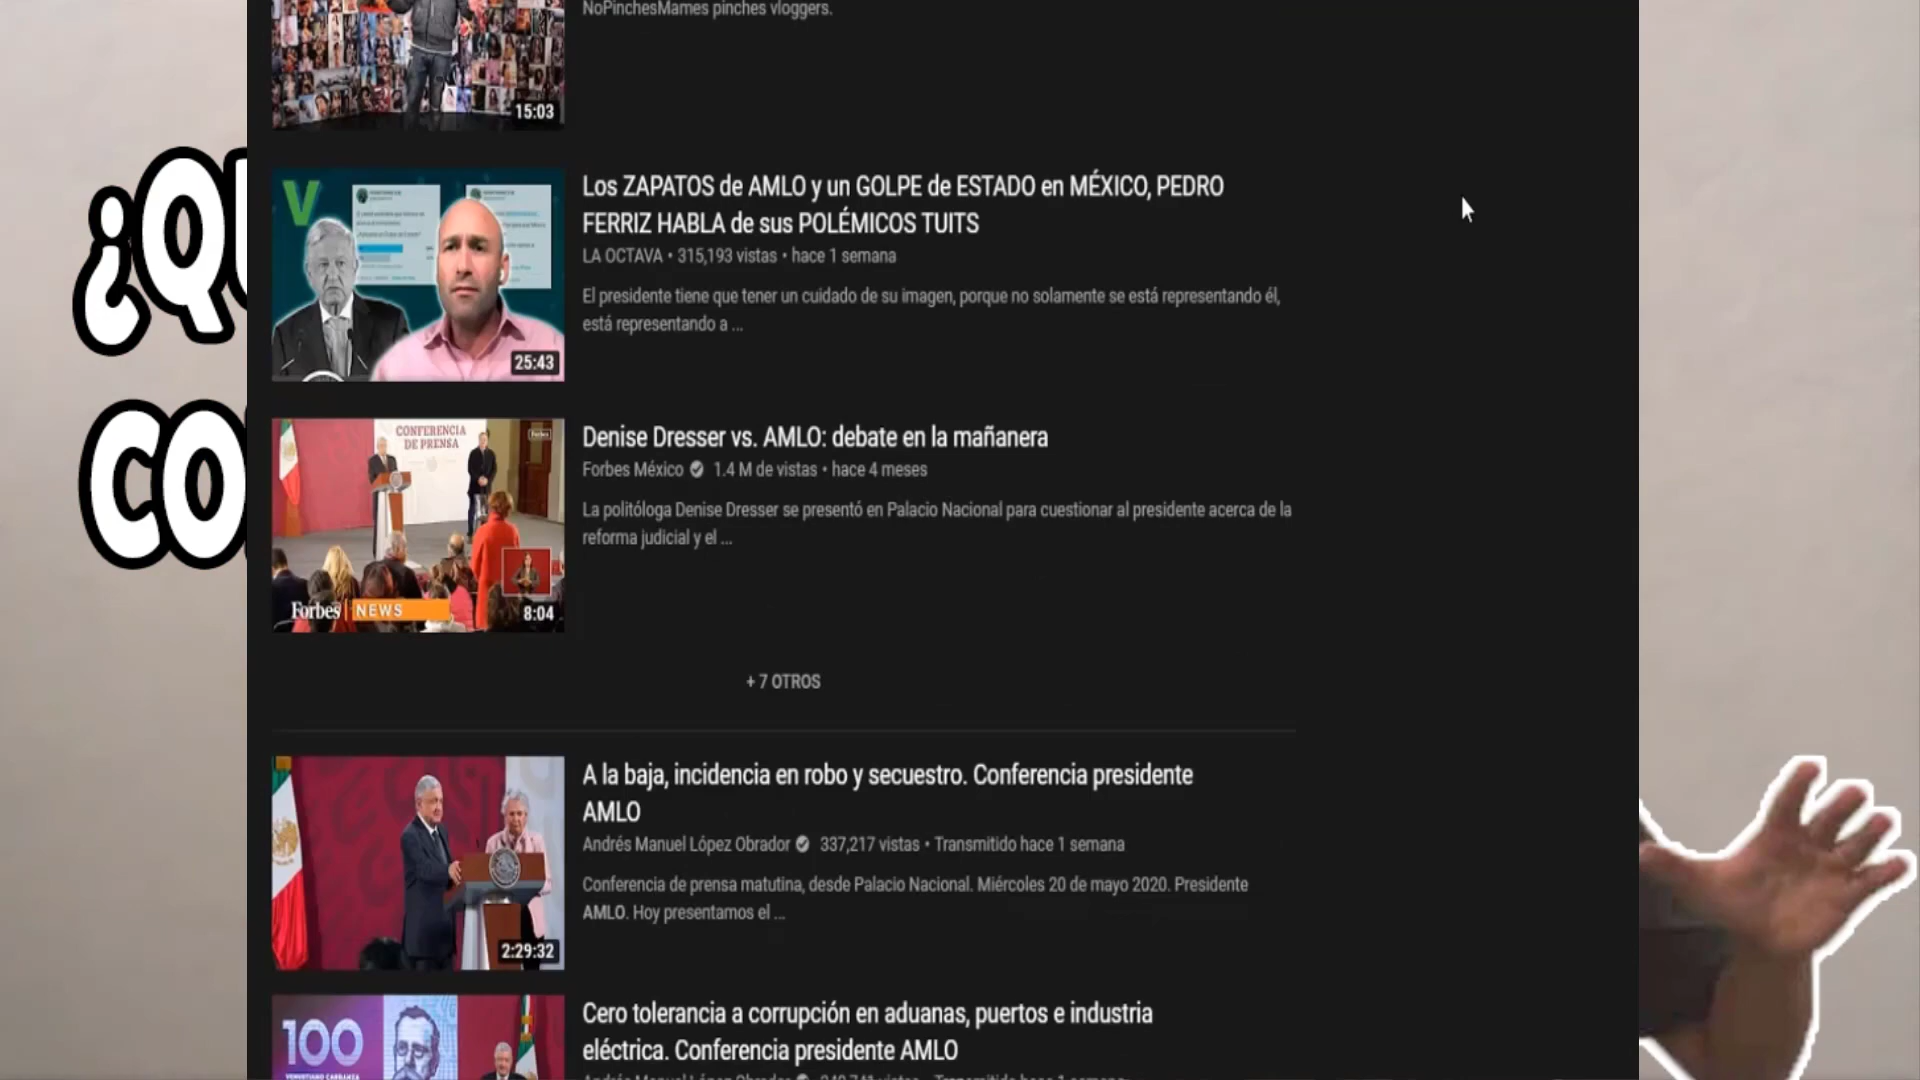 NoPinchesMames pinches vloggers.
15:03
¿QU
CO
Los ZAPATOS de AMLO y un GOLPE de ESTADO en MÉXICO, PEDRO
FERRIZ HABLA de sus POLÉMICOS TUITS
LA OCTAVA • 315,193 vistas • hace 1 semana
El presidente tiene que tener un cuidado de su imagen, porque no solamente se está representando él,
está representando a ...
V
25:43
Denise Dresser vs. AMLO: debate en la mañanera
Forbes México 1.4 M de vistas • hace 4 meses
La politóloga Denise Dresser se presentó en Palacio Nacional para cuestionar al presidente acerca de la
reforma judicial y el ...
CONFERENCIA
DE PRENSA
Forbes
Forbes NEWS
8:04
+ 7 OTROS
A la baja, incidencia en robo y secuestro. Conferencia presidente
AMLO
Andrés Manuel López Obrador 337,217 vistas • Transmitido hace 1 semana
Conferencia de prensa matutina, desde Palacio Nacional. Miércoles 20 de mayo 2020. Presidente
AMLO. Hoy presentamos el ...
2:29:32
Cero tolerancia a corrupción en aduanas, puertos e industria
eléctrica. Conferencia presidente AMLO
100
VENUSTIANO CARRANZA